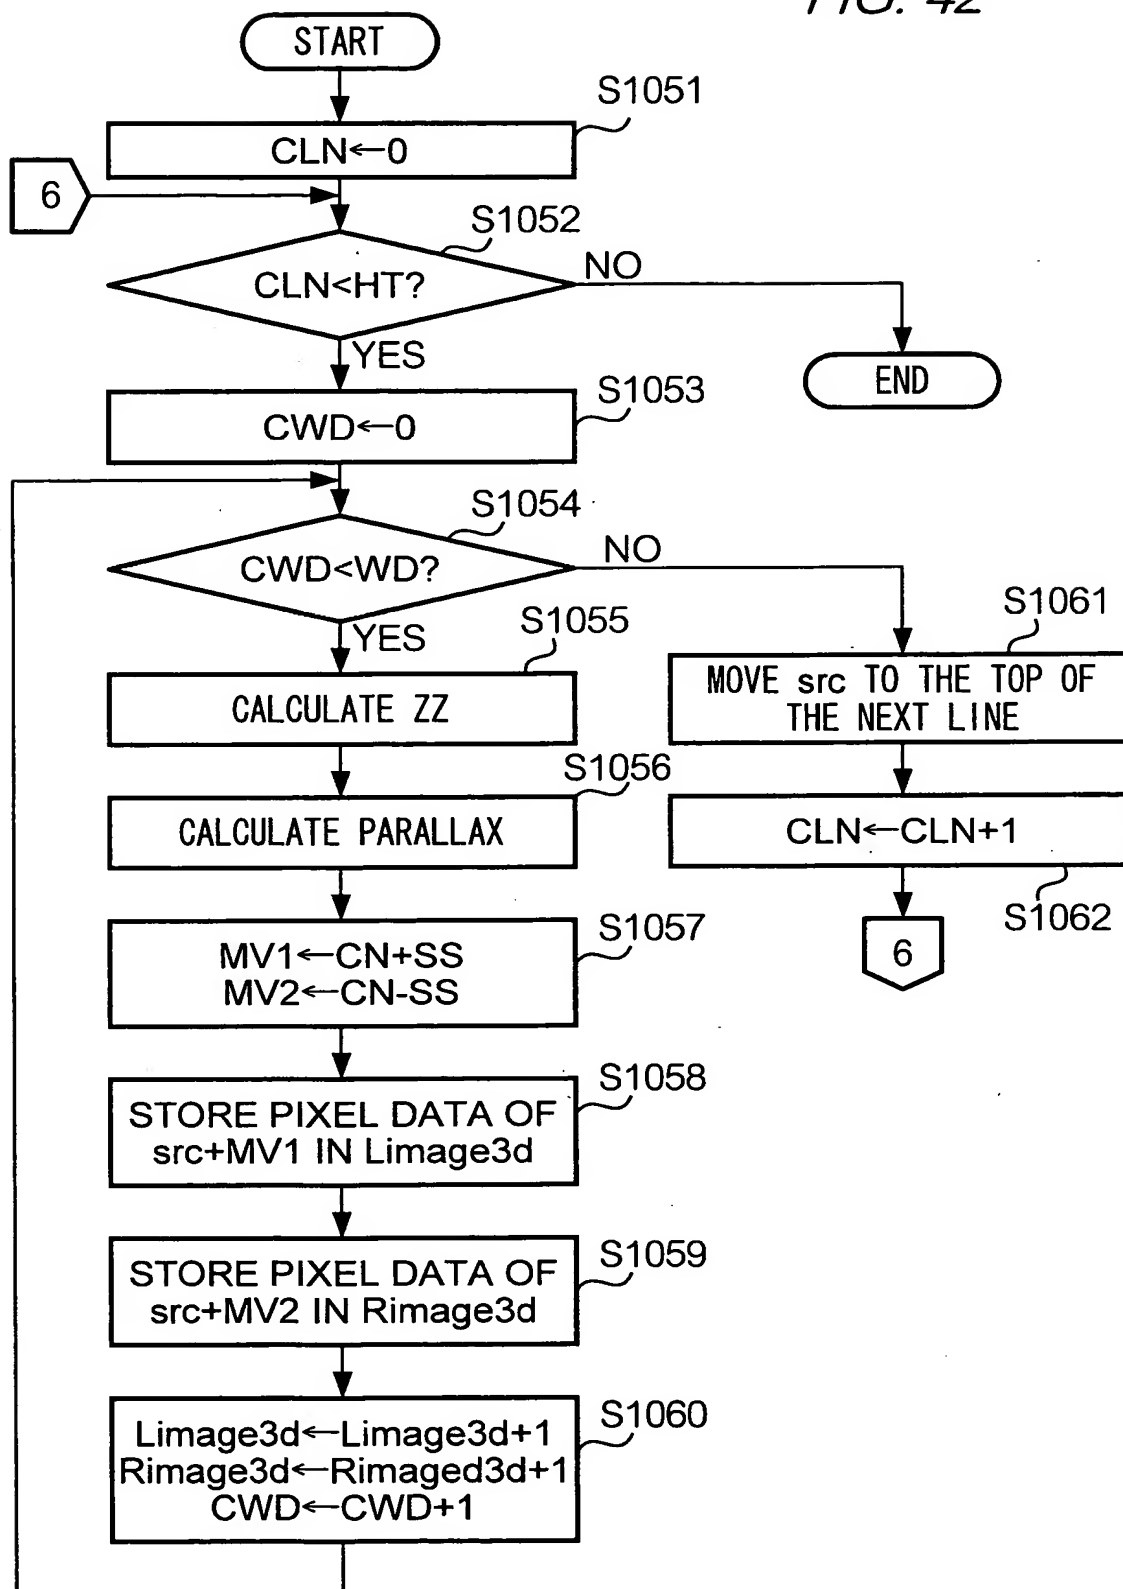 FIG. 42
START
S1051
CLN←0
6
S1052
CLN<HT?
NO
YES
END
S1053
CWD←0
S1054
CWD<WD?
NO
YES
S1055
CALCULATE ZZ
S1061
MOVE src TO THE TOP OF
THE NEXT LINE
S1056
CALCULATE PARALLAX
CLN←CLN+1
S1062
6
S1057
MV1←CN+SS
MV2←CN-SS
S1058
STORE PIXEL DATA OF
src+MV1 IN Limage3d
S1059
STORE PIXEL DATA OF
src+MV2 IN Rimage3d
S1060
Limage3d←Limage3d+1
Rimage3d←Rimaged3d+1
CWD←CWD+1